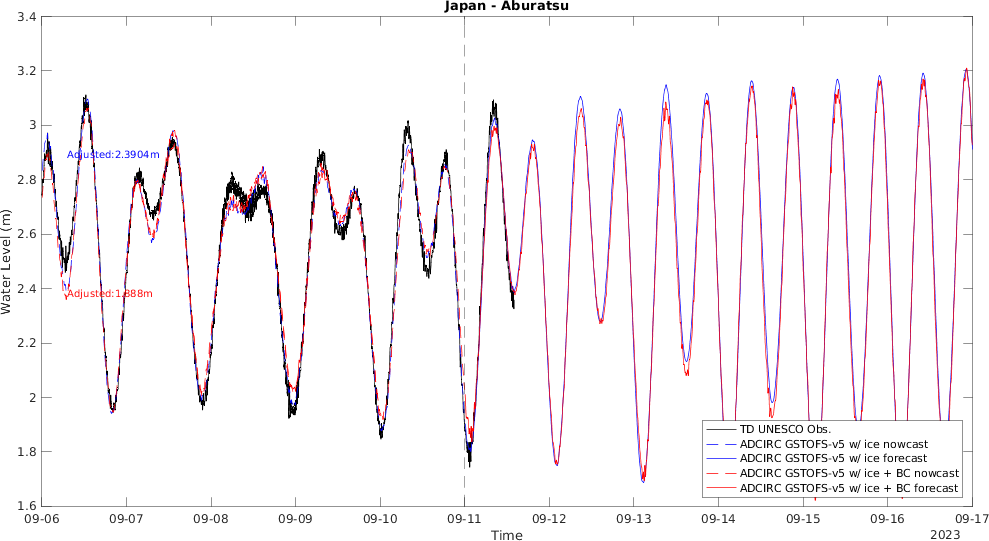 Japan - Aburatsu
3.4
3.2
3
2.8
2.6
2.4
2.2
2
1.8
1.6
Water Level (m)
Adjusted:2.3904m
Adjusted:1.888m
TD UNESCO Obs.
ADCIRC GSTOFS-v5 w/ ice nowcast
ADCIRC GSTOFS-v5 w/ ice forecast
ADCIRC GSTOFS-v5 w/ ice + BC nowcast
ADCIRC GSTOFS-v5 w/ ice + BC forecast
09-06 09-07 09-08 09-09 09-10 09-11 09-12 09-13 09-14 09-15 09-16 09-17
Time
2023